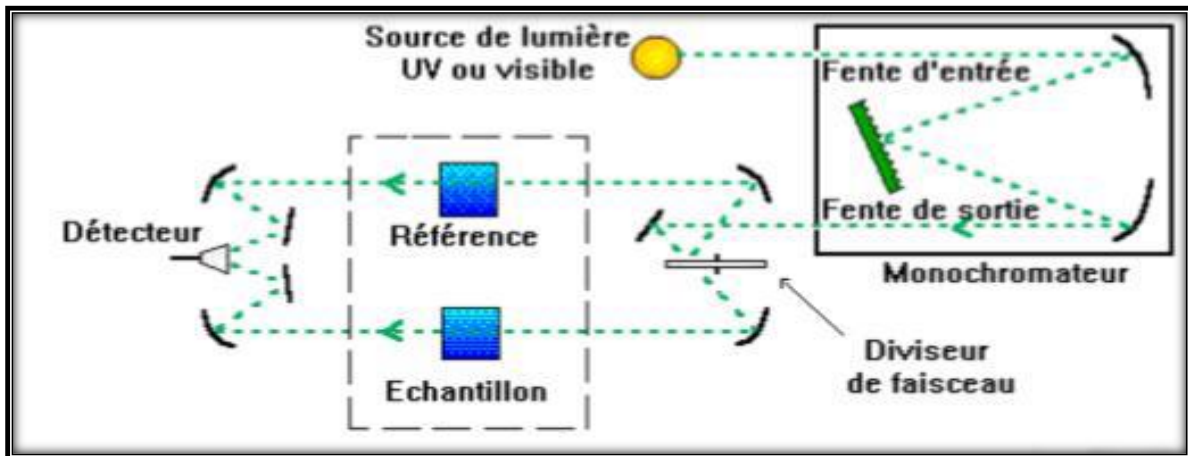 Source de lumière
UV ou visible
Fente d'entrée
Fente de sortie
Monochromateur
Détecteur
Référence
Echantillon
Diviseur
de faisceau